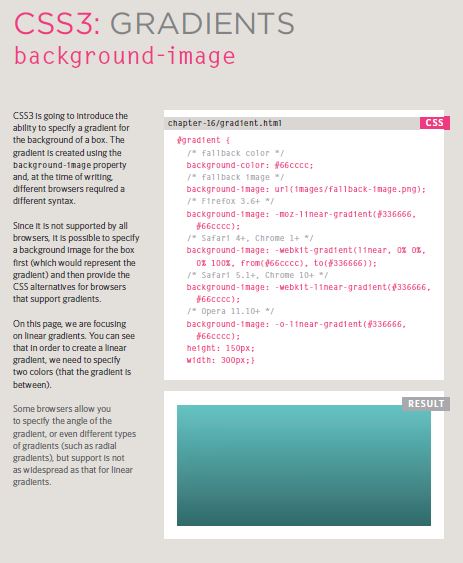 CSS3: GRADIENTS
background-image
CSS3 is going to introduce the
ability to specify a gradient for
the background of a box. The
gradient is created using the
background-image property
and, at the time of writing,
different browsers required a
different syntax.
Since it is not supported by all
browsers, it is possible to specify
a background image for the box
first (which would represent the
gradient) and then provide the
CSS alternatives for browsers
that support gradients.
On this page, we are focusing
on linear gradients. You can see
that in order to create a linear
gradient, we need to specify
two colors (that the gradient is
between).
Some browsers allow you
to specify the angle of the
gradient, or even different types
of gradients (such as radial
gradients), but support is not
as widespread as that for linear
gradients.
chapter-16/gradient.html
CSS
#gradient {
/* fallback color */
background-color: #66cccc;
/* fallback image */
background-image: url(images/fallback-image.png);
/* Firefox 3.6+ */
background-image: -moz-linear-gradient(#336666,
#66cccc);
/* Safari 4+, Chrome 1+ */
background-image: -webkit-gradient(linear, 0% 0%,
0% 100%, from(#66cccc), to(#336666));
/* Safari 5.1+, Chrome 10+ */
background-image: -webkit-linear-gradient(#336666,
#66cccc);
/* Opera 11.10+ */
background-image: -o-linear-gradient(#336666,
#66cccc);
height: 150px;
width: 300px;}
RESULT